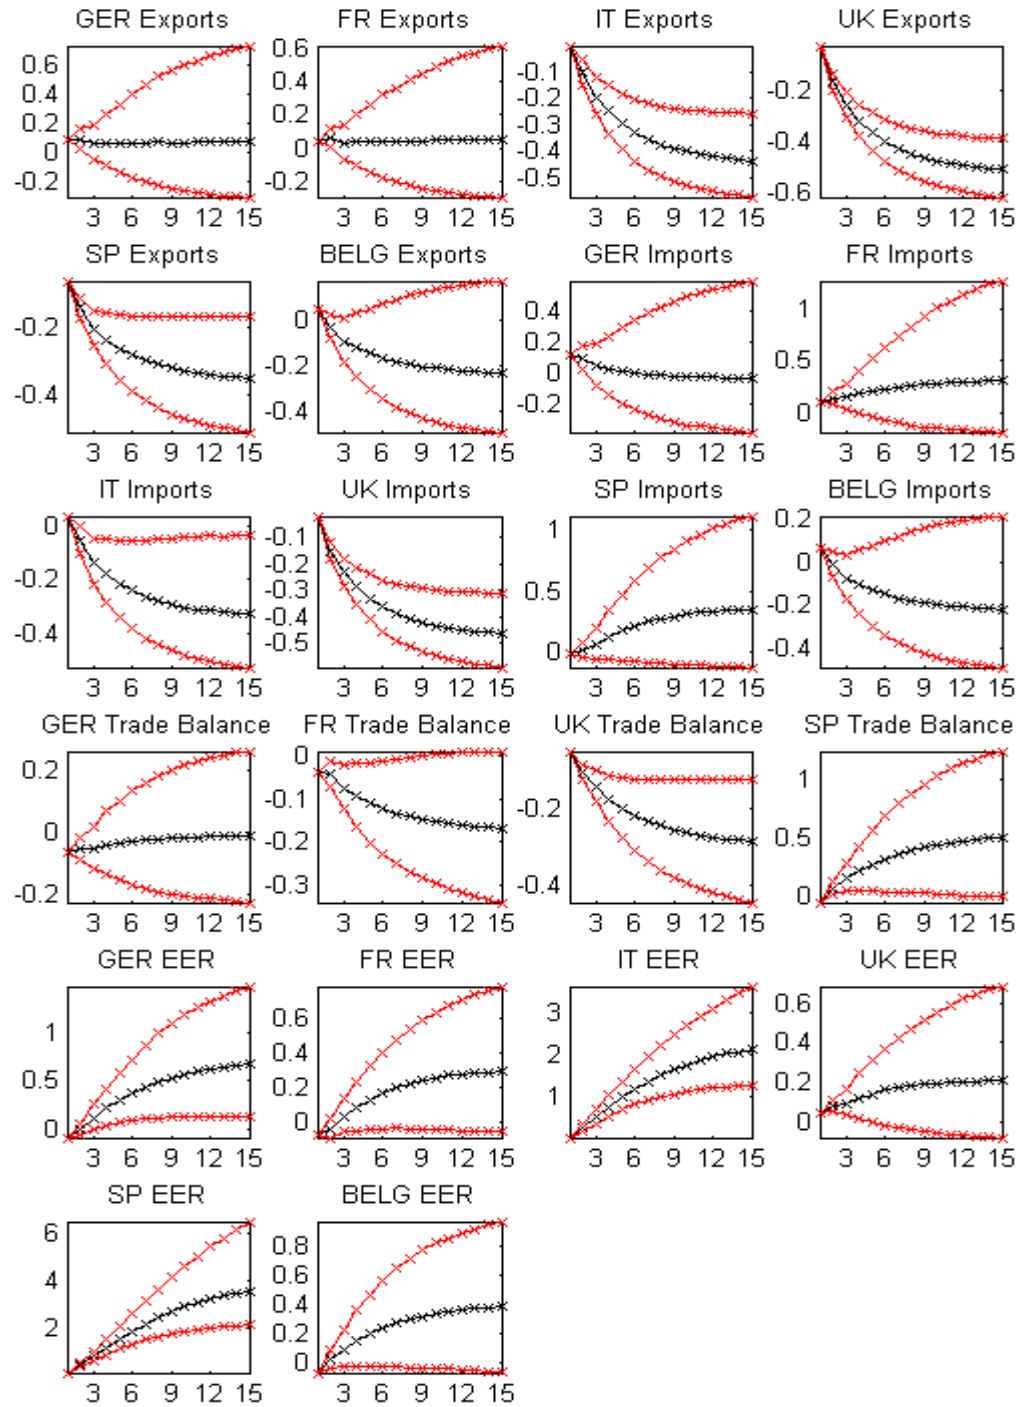 GER Exports FR Exports IT Exports UK Exports
0.6 0.4 0.2 0 -0.2
0.6 0.4 0.2 0 -0.2
-0.1 -0.2 -0.3 -0.4 -0.5
-0.2 -0.4 -0.6
3 6 9 12 15 3 6 9 12 15 3 6 9 12 15 3 6 9 12 15
SP Exports BELG Exports GER Imports FR Imports
-0.2 -0.4
0 -0.2 -0.4
0.4 0.2 0 -0.2
1 0.5 0
3 6 9 12 15 3 6 9 12 15 3 6 9 12 15 3 6 9 12 15
IT Imports UK Imports SP Imports BELG Imports
0 -0.2 -0.4
-0.1 -0.2 -0.3 -0.4 -0.5
1 0.5 0
0.2 0 -0.2 -0.4
3 6 9 12 15 3 6 9 12 15 3 6 9 12 15 3 6 9 12 15
GER Trade Balance FR Trade Balance UK Trade Balance SP Trade Balance
0.2 0 -0.2
0 -0.1 -0.2 -0.3
-0.2 -0.4
1 0.5 0
3 6 9 12 15 3 6 9 12 15 3 6 9 12 15 3 6 9 12 15
GER EER FR EER IT EER UK EER
1 0.5 0
0.6 0.4 0.2 0
3 2 1
0.6 0.4 0.2 0
3 6 9 12 15 3 6 9 12 15 3 6 9 12 15 3 6 9 12 15
SP EER BELG EER
6 4 2
0.8 0.6 0.4 0.2 0
3 6 9 12 15 3 6 9 12 15